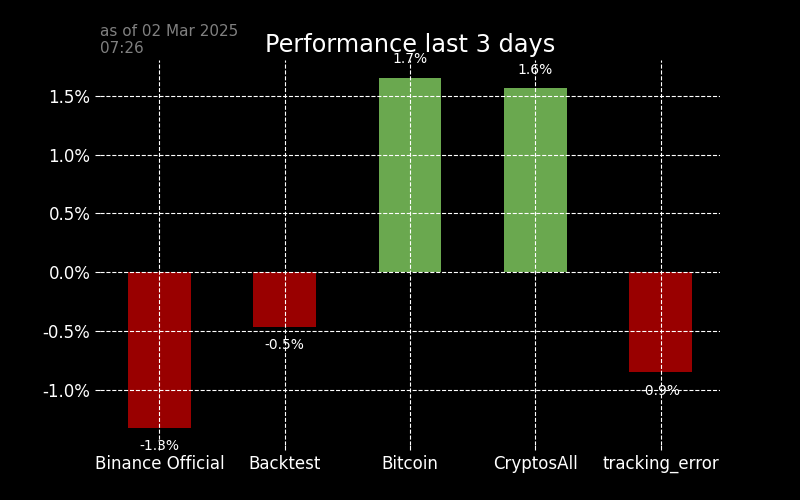 as of 02 Mar 2025
07:26
Performance last 3 days
1.7%
1.6%
1.5%
1.0%
0.5%
0.0%
-0.5%
-1.0%
-0.5%
-0.9%
-1.3%
Binance Official
Backtest
Bitcoin
CryptosAll
tracking_error